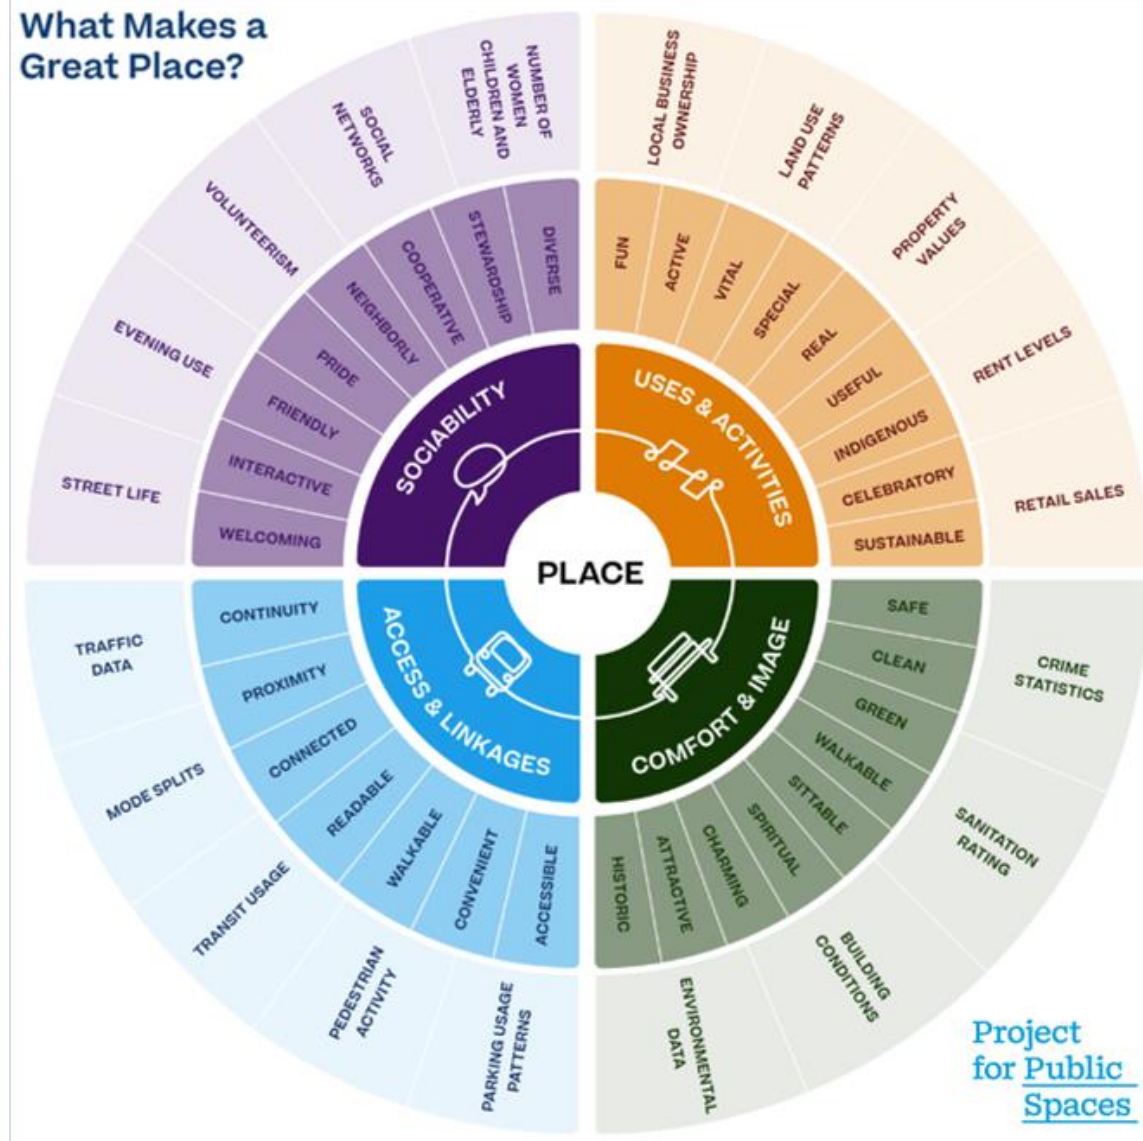 What Makes a
Great Place?
NUMBER OF
WOMEN
CHILDREN AND
ELDERLY
SOCIAL
NETWORKS
VOLUNTEERISM
EVENING USE
STREET LIFE
DIVERSE
STEWARDSHIP
COOPERATIVE
NEIGHBORLY
PRIDE
FRIENDLY
INTERACTIVE
WELCOMING
SOCIABILITY
LOCAL BUSINESS
OWNERSHIP
LAND USE
PATTERNS
PROPERTY
VALUES
RENT LEVELS
RETAIL SALES
FUN
ACTIVE
VITAL
SPECIAL
REAL
USEFUL
INDIGENOUS
CELEBRATORY
SUSTAINABLE
USES & ACTIVITIES
PLACE
ACCESS & LINKAGES
CONTINUITY
PROXIMITY
CONNECTED
READABLE
WALKABLE
CONVENIENT
ACCESSIBLE
TRAFFIC
DATA
MODE SPLITS
TRANSIT USAGE
PEDESTRIAN
ACTIVITY
PARKING USAGE
PATTERNS
COMFORT & IMAGE
SAFE
CLEAN
GREEN
WALKABLE
SITTABLE
SPIRITUAL
CHARMING
ATTRACTIVE
HISTORIC
CRIME
STATISTICS
SANITATION
RATING
BUILDING
CONDITIONS
ENVIRONMENTAL
DATA
Project
for Public
Spaces